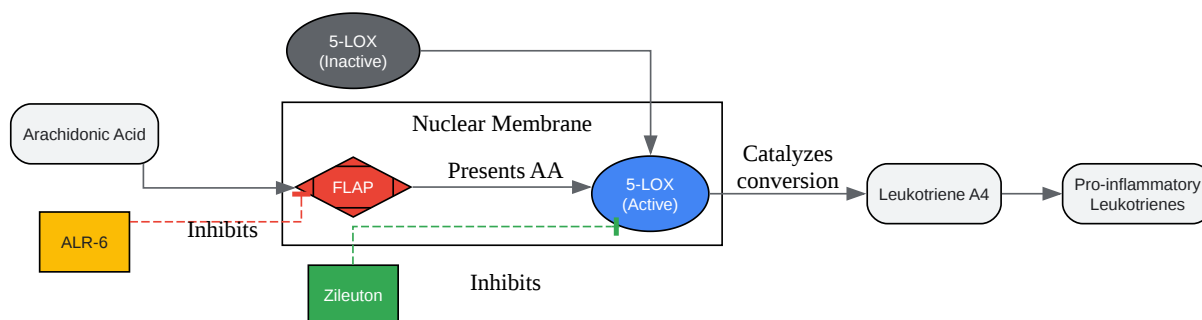 5-LOX
(Inactive)
Nuclear Membrane
Arachidonic Acid
FLAP
Presents AA
5-LOX
(Active)
Catalyzes
conversion
Leukotriene A4
Pro-inflammatory
Leukotrienes
ALR-6
Inhibits
Zileuton
Inhibits